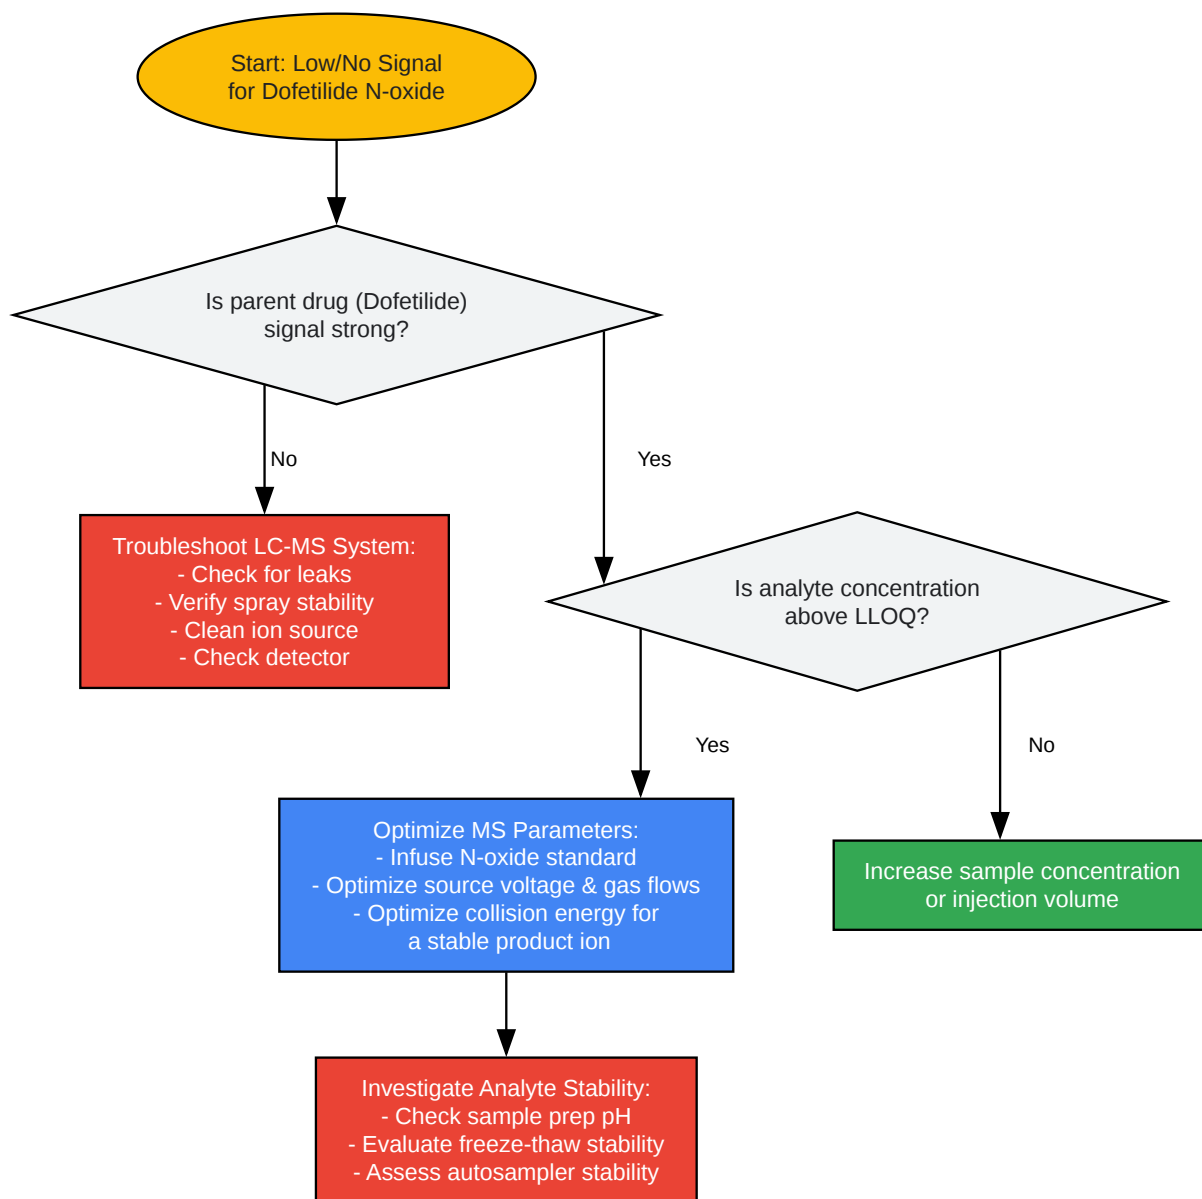 Start: Low/No Signal
for Dofetilide N-oxide
Is parent drug (Dofetilide)
signal strong?
No
Yes
Troubleshoot LC-MS System:
- Check for leaks
- Verify spray stability
- Clean ion source
- Check detector
Is analyte concentration
above LLOQ?
Yes
No
Optimize MS Parameters:
- Infuse N-oxide standard
- Optimize source voltage & gas flows
- Optimize collision energy for
a stable product ion
Increase sample concentration
or injection volume
Investigate Analyte Stability:
- Check sample prep pH
- Evaluate freeze-thaw stability
- Assess autosampler stability